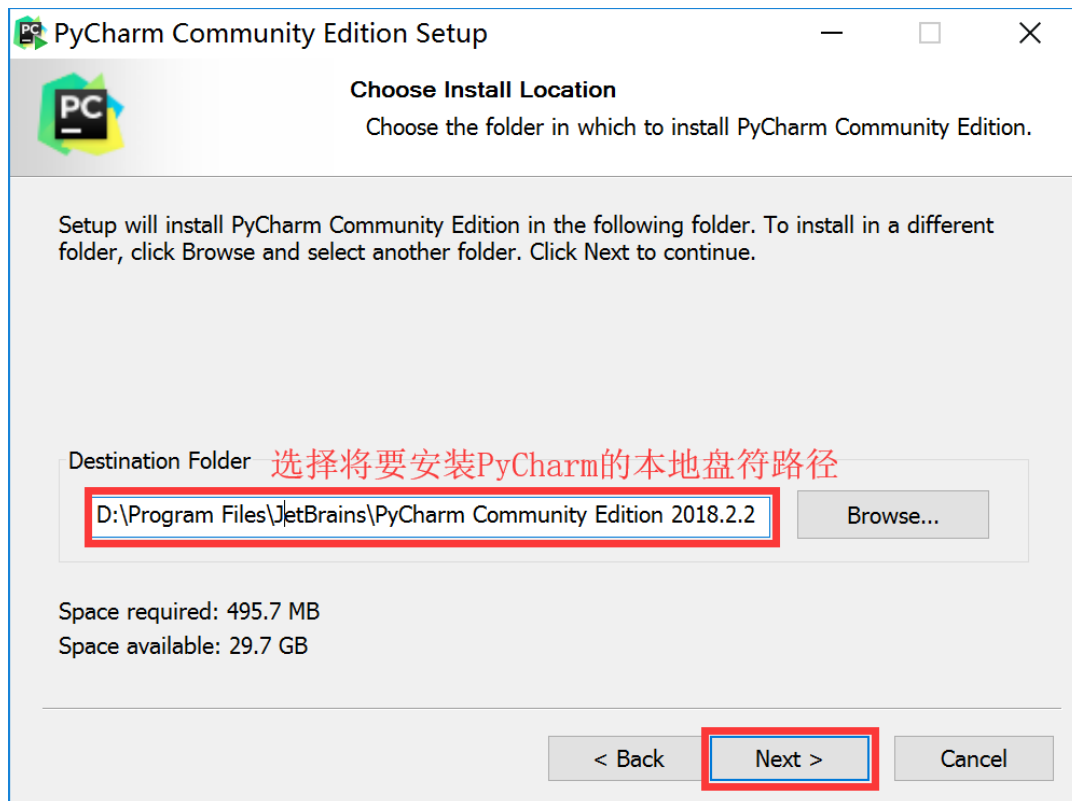 PyCharm Community Edition Setup
PC
Choose Install Location
Choose the folder in which to install PyCharm Community Edition.
Setup will install PyCharm Community Edition in the following folder. To install in a different
folder, click Browse and select another folder. Click Next to continue.
Destination Folder 选择将要安装PyCharm的本地盘符路径
D:\Program Files\JetBrains\PyCharm Community Edition 2018.2.2
Browse...
Space required: 495.7 MB
Space available: 29.7 GB
< Back Next > Cancel